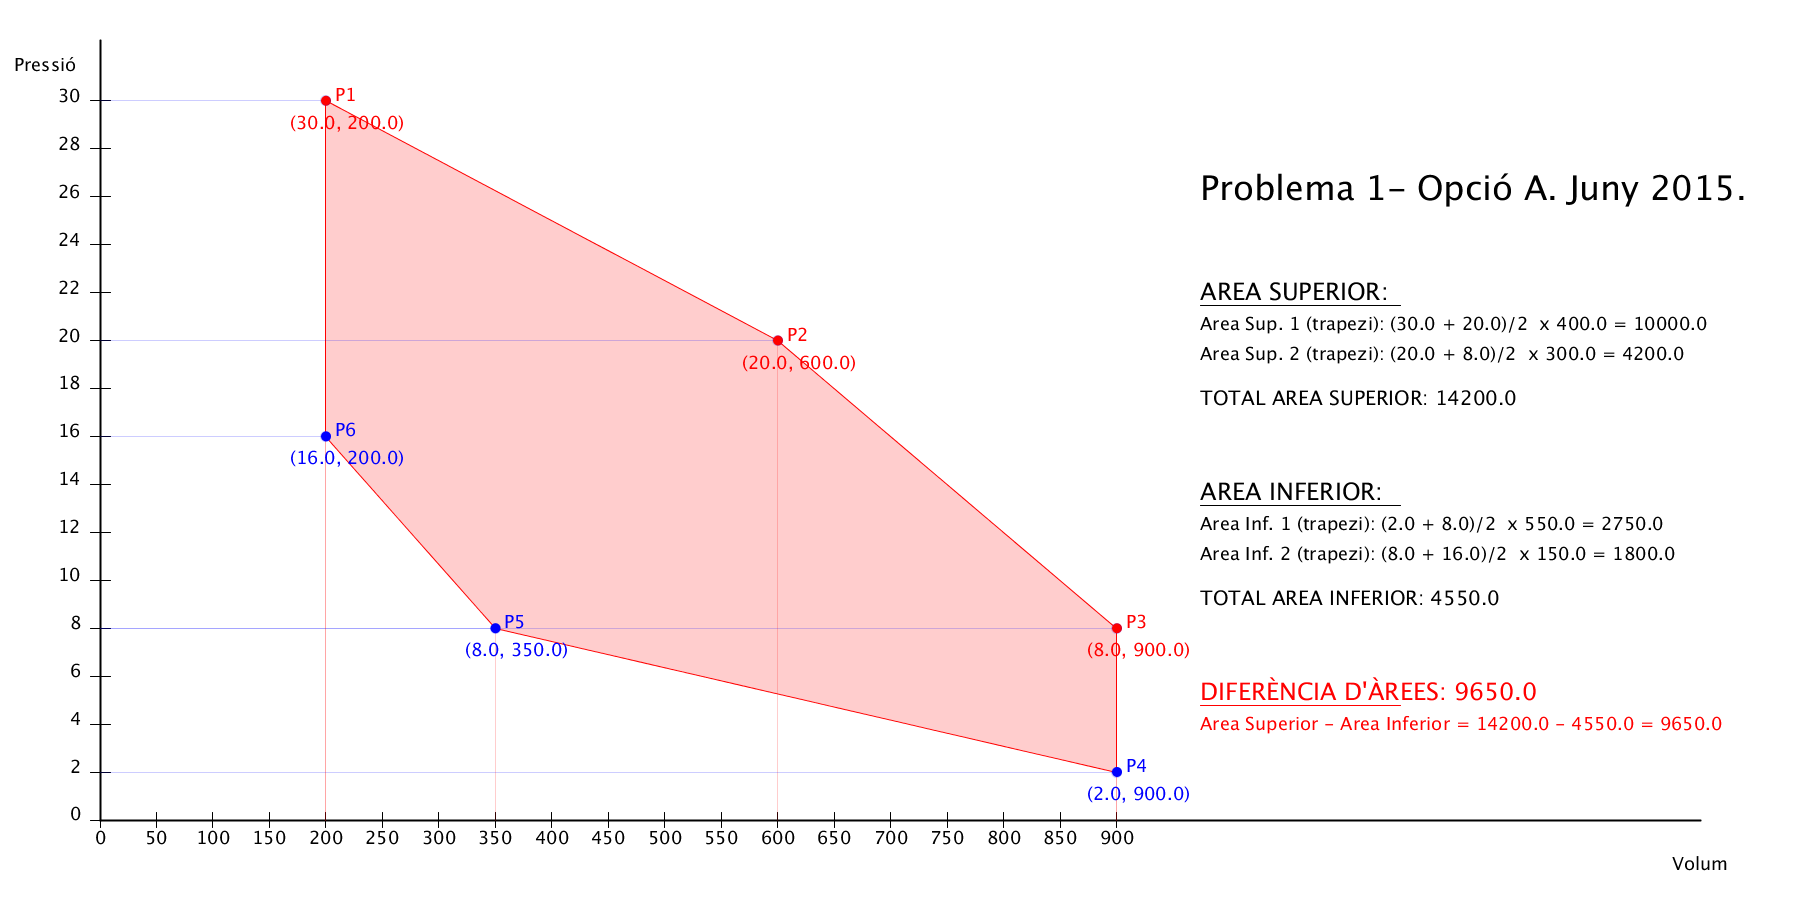 Pressió
30
28
26
24
22
20
18
16
14
12
10
8
6
4
2
0
0 50 100 150 200 250 300 350 400 450 500 550 600 650 700 750 800 850 900
Volum
P1
(30.0, 200.0)
P2
(20.0, 600.0)
P6
(16.0, 200.0)
P5
(8.0, 350.0)
P3
(8.0, 900.0)
P4
(2.0, 900.0)
Problema 1- Opció A. Juny 2015.
AREA SUPERIOR:
Area Sup. 1 (trapezi): (30.0 + 20.0)/2 x 400.0 = 10000.0
Area Sup. 2 (trapezi): (20.0 + 8.0)/2 x 300.0 = 4200.0
TOTAL AREA SUPERIOR: 14200.0
AREA INFERIOR:
Area Inf. 1 (trapezi): (2.0 + 8.0)/2 x 550.0 = 2750.0
Area Inf. 2 (trapezi): (8.0 + 16.0)/2 x 150.0 = 1800.0
TOTAL AREA INFERIOR: 4550.0
DIFERÈNCIA D'ÀREES: 9650.0
Area Superior - Area Inferior = 14200.0 - 4550.0 = 9650.0